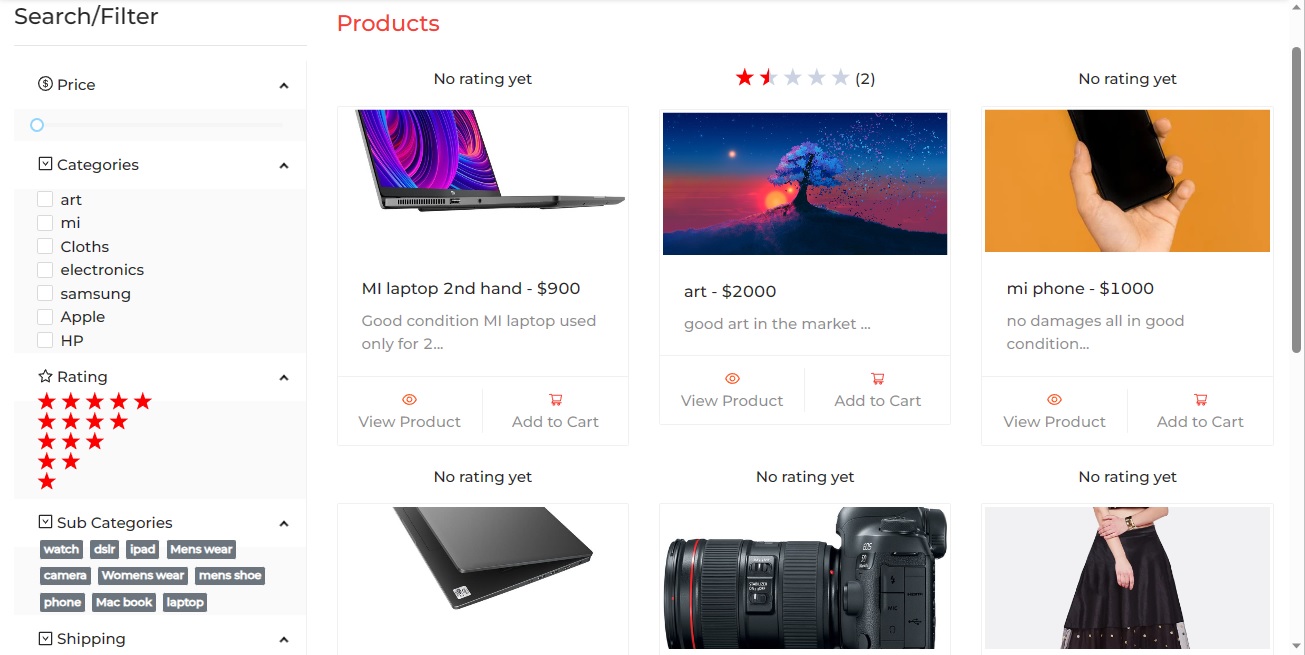 Search/Filter
Price
Categories
art
mi
Cloths
electronics
samsung
Apple
HP
Rating
Sub Categories
watch dslr ipad Mens wear
camera Womens wear mens shoe
phone Mac book laptop
Shipping
Products
No rating yet
MI laptop 2nd hand - $900
Good condition MI laptop used
only for 2...
View Product Add to Cart
(2)
art - $2000
good art in the market ...
View Product Add to Cart
No rating yet
mi phone - $1000
no damages all in good
condition...
View Product Add to Cart
No rating yet
No rating yet
No rating yet